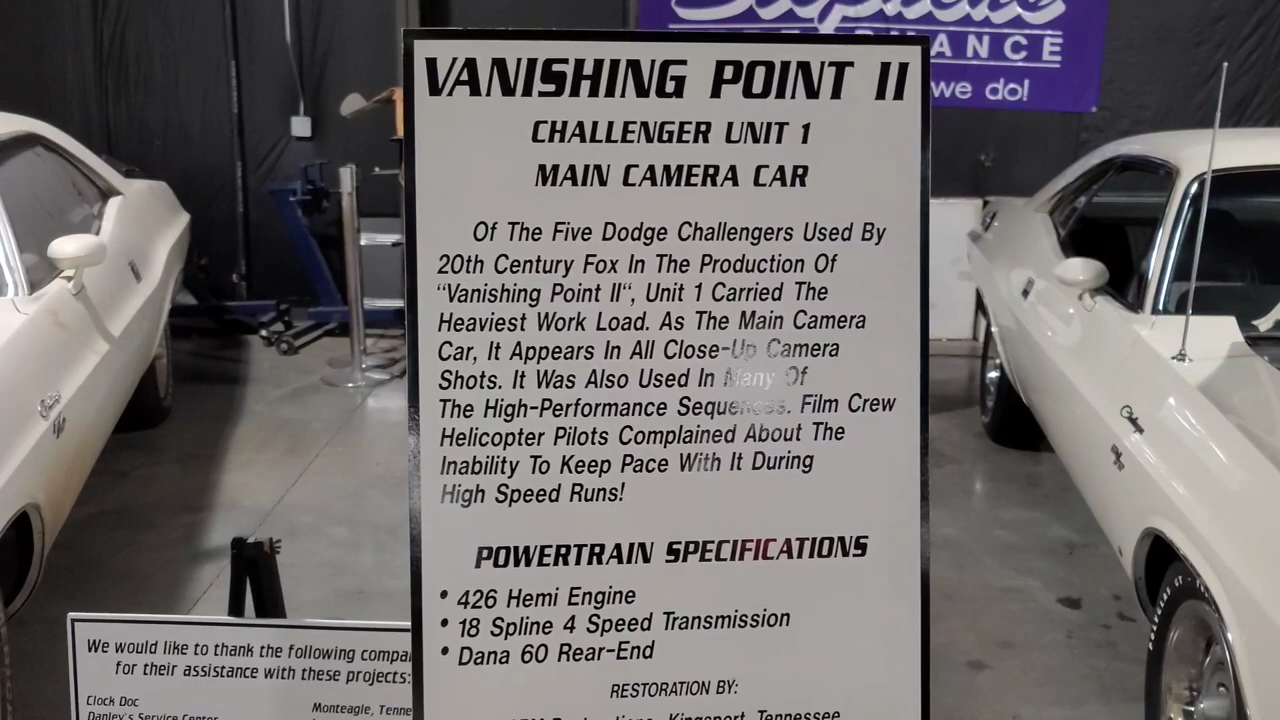 we do!
VANISHING POINT II
CHALLENGER UNIT 1
MAIN CAMERA CAR
Of The Five Dodge Challengers Used By
20th Century Fox In The Production Of
“Vanishing Point II“, Unit 1 Carried The
Heaviest Work Load. As The Main Camera
Car, It Appears In All Close-Up Camera
Shots. It Was Also Used In Many Of
The High-Performance Sequences. Film Crew
Helicopter Pilots Complained About The
Inability To Keep Pace With It During
High Speed Runs!
POWERTRAIN SPECIFICATIONS
• 426 Hemi Engine
• 18 Spline 4 Speed Transmission
• Dana 60 Rear-End
RESTORATION BY:
Kingsport, Tennessee
We would like to thank the following
for their assistance with these projects:
Clock Doc
Monteagle,
Danley's Service Center